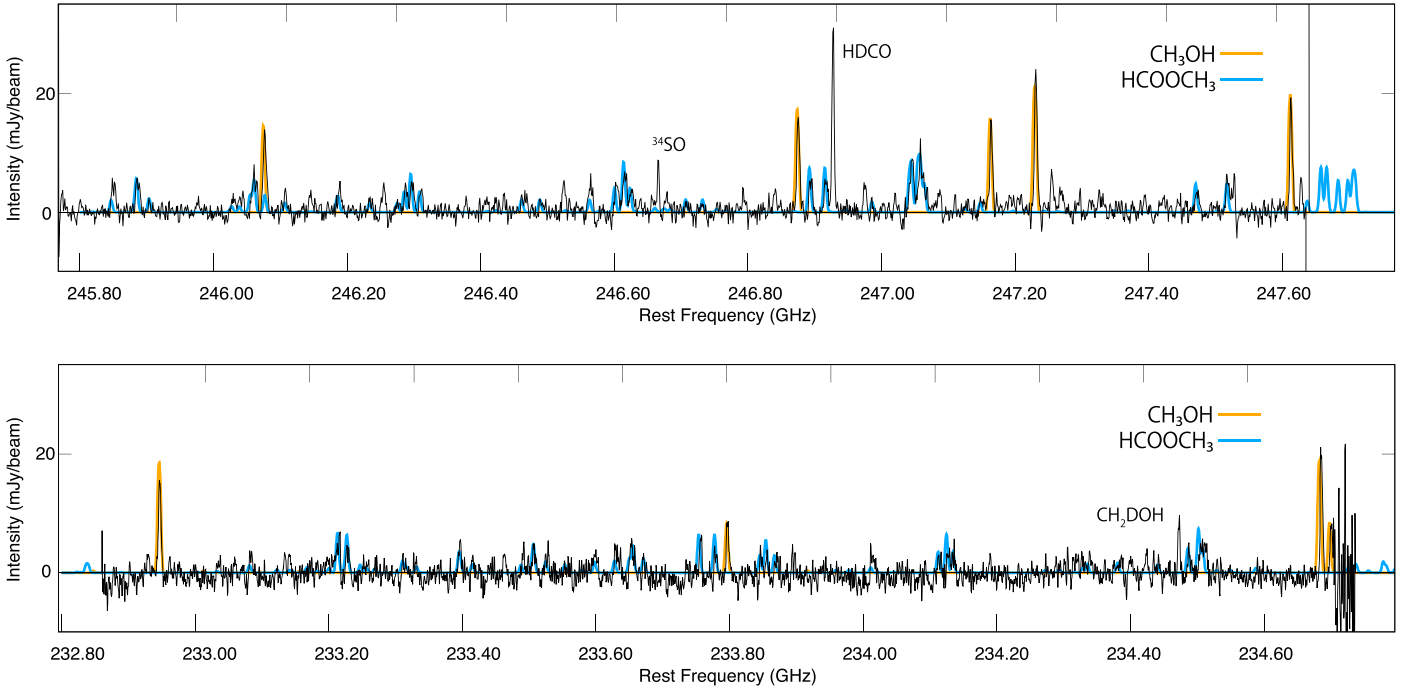 Intensity (mJy/beam)
20
0
³⁴SO
HDCO
CH₃OH
HCOOCH₃
245.80 246.00 246.20 246.40 246.60 246.80 247.00 247.20 247.40 247.60
Rest Frequency (GHz)
Intensity (mJy/beam)
20
0
CH₃OH
HCOOCH₃
CH₂DOH
232.80 233.00 233.20 233.40 233.60 233.80 234.00 234.20 234.40 234.60
Rest Frequency (GHz)